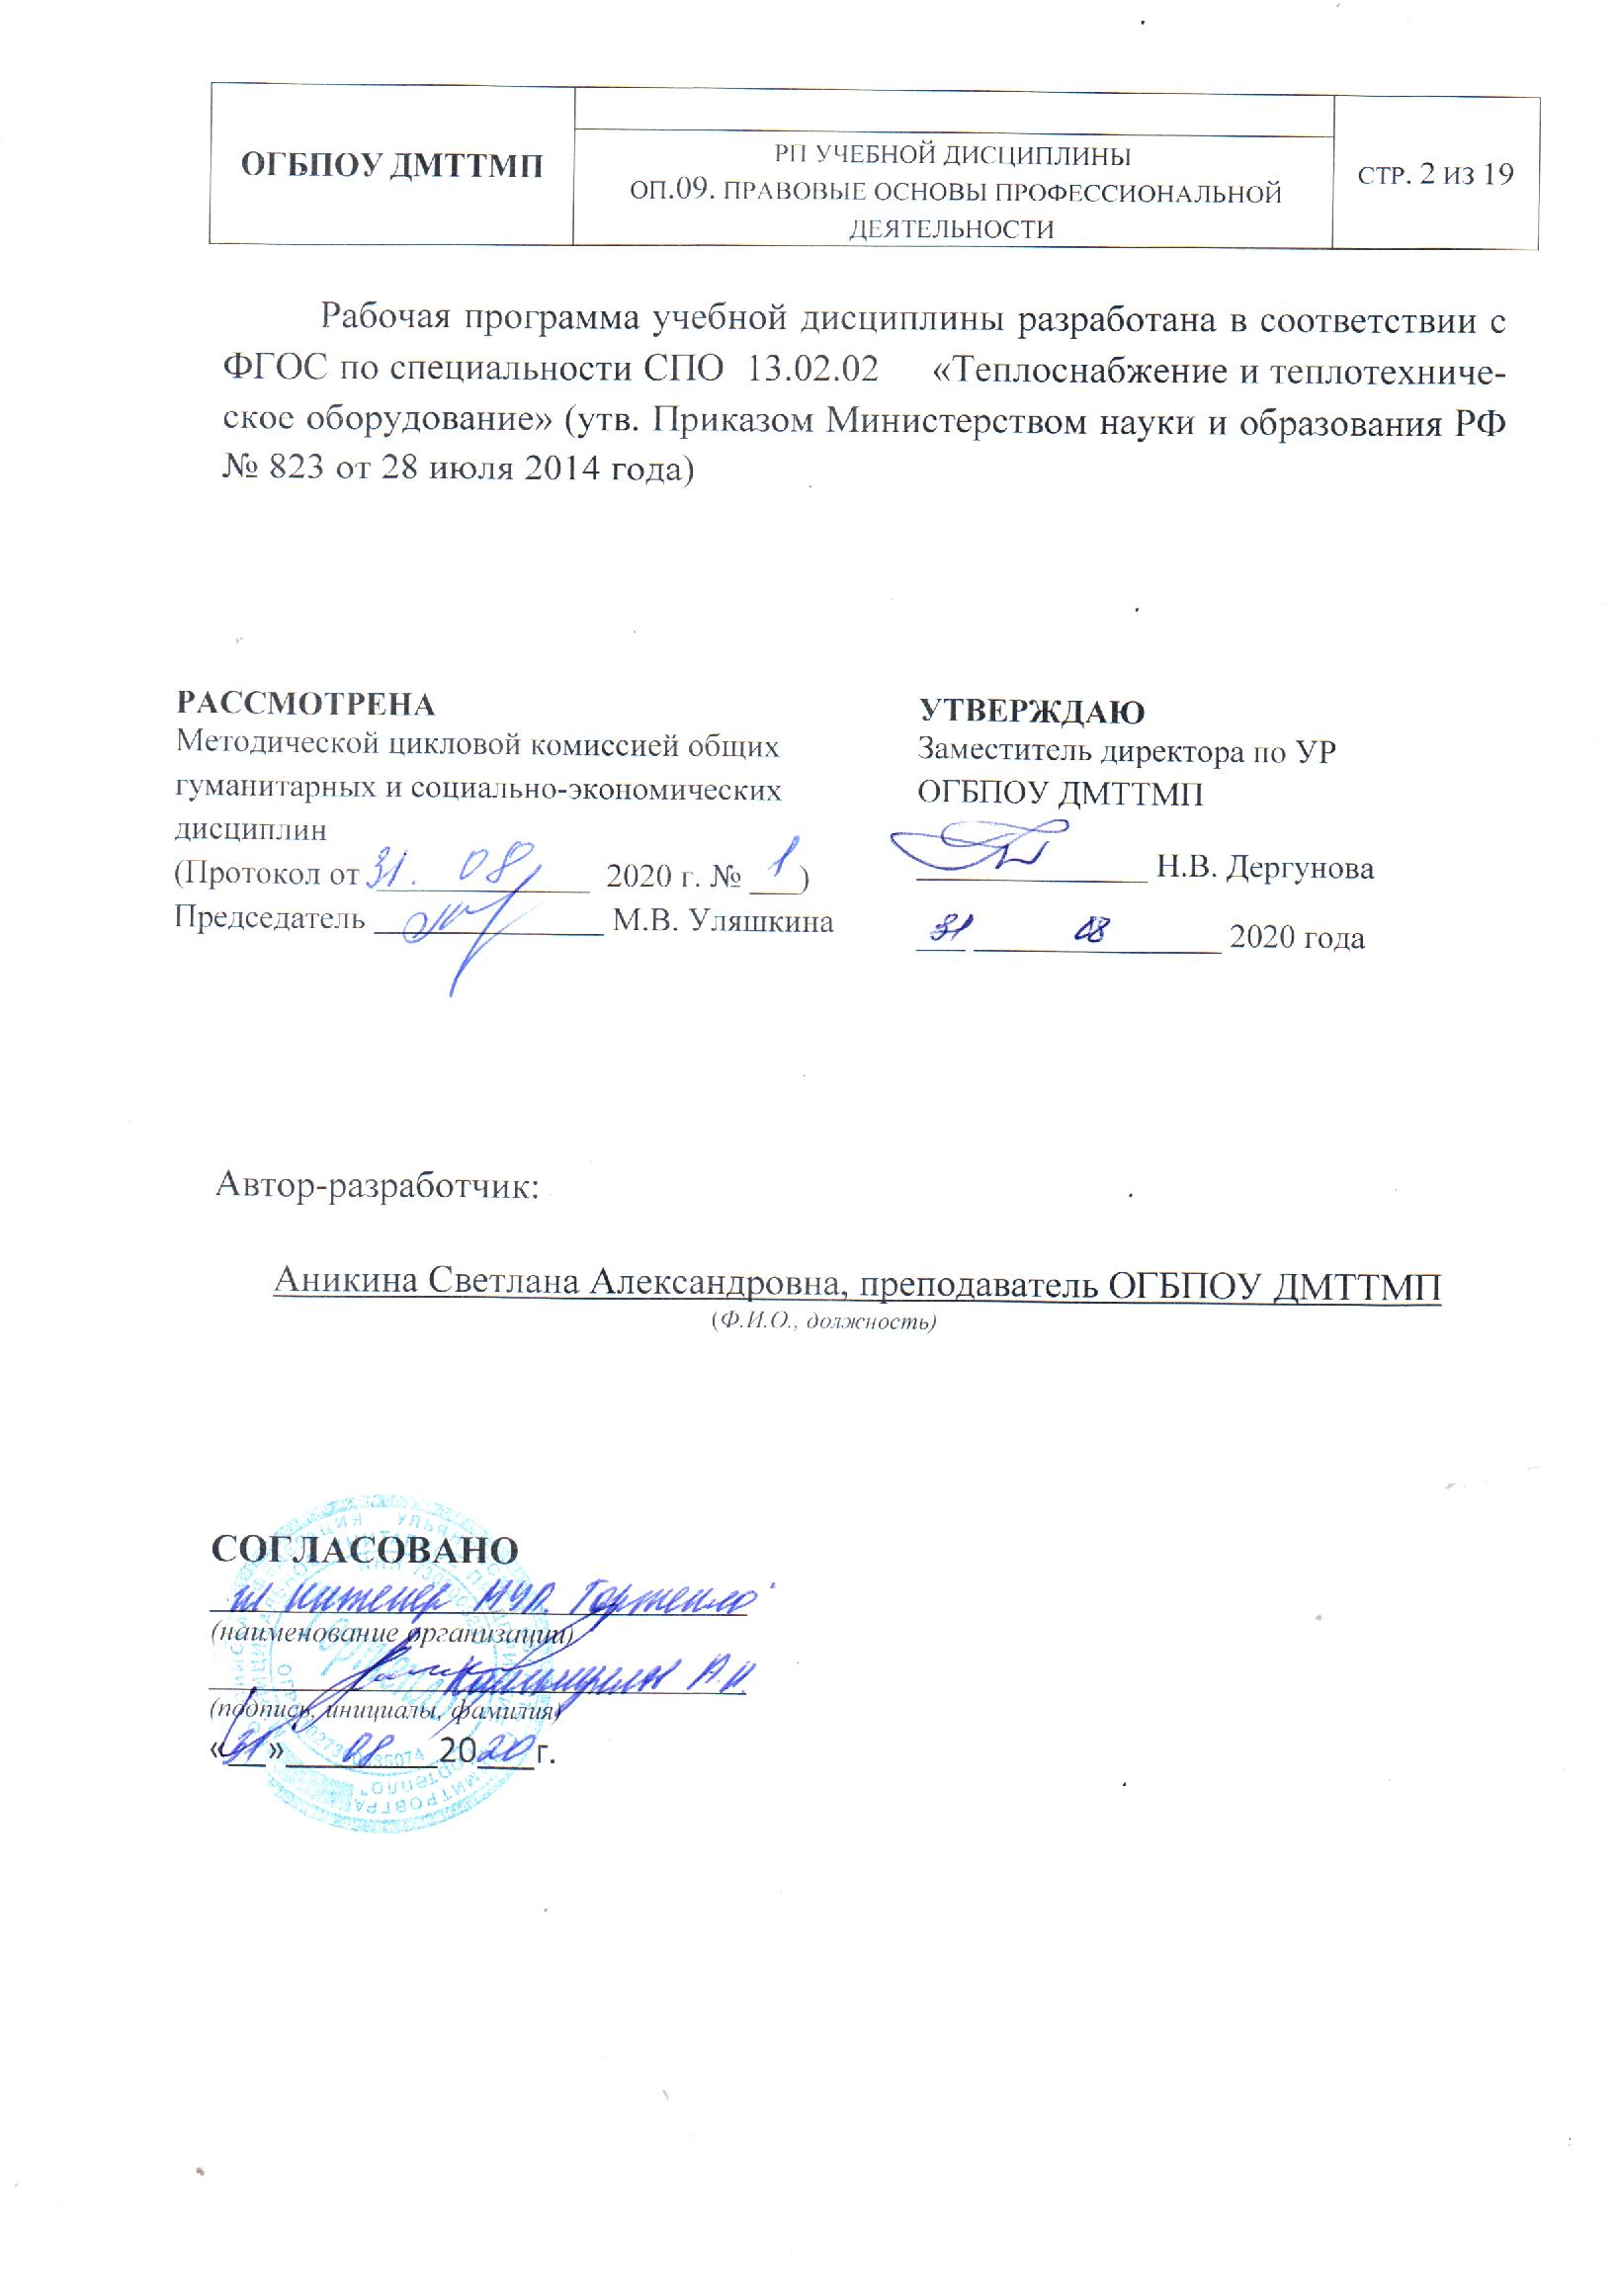 ОГБПОУ ДМТТМП
РП УЧЕБНОЙ ДИСЦИПЛИНЫ
ОП.09. ПРАВОВЫЕ ОСНОВЫ ПРОФЕССИОНАЛЬНОЙ
ДЕЯТЕЛЬНОСТИ
СТР. 2 ИЗ 19
Рабочая программа учебной дисциплины разработана в соответствии с
ФГОС по специальности СПО 13.02.02 «Теплоснабжение и теплотехниче-
ское оборудование» (утв. Приказом Министерством науки и образования РФ
№ 823 от 28 июля 2014 года)
РАССМОТРЕНА
Методической цикловой комиссией общих
гуманитарных и социально-экономических
дисциплин
(Протокол от 31. 08 2020 г. № 1)
Председатель М.В. Уляшкина
УТВЕРЖДАЮ
Заместитель директора по УР
ОГБПОУ ДМТТМП
Н.В. Дергунова
31 08 2020 года
Автор-разработчик:
Аникина Светлана Александровна, преподаватель ОГБПОУ ДМТТМП
(Ф.И.О., должность)
СОГЛАСОВАНО
гл инженер МУП Гортепло
(наименование организации)
А.Н.
(подпись, инициалы, фамилия)
«31» 08 2020 г.